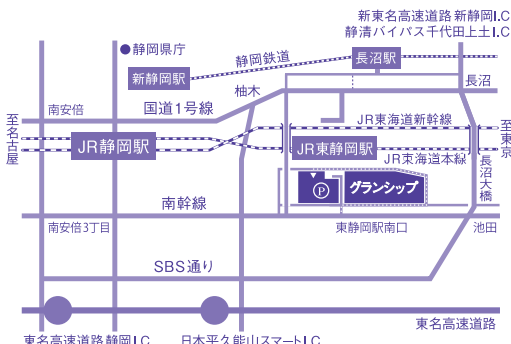 新東名高速道路 新静岡I.C
静清バイパス千代田上土I.C
静岡県庁
静岡鉄道
長沼駅
新静岡駅
柚木
長沼
南安倍
国道1号線
JR東海道新幹線
至名古屋
至東京
JR静岡駅
JR東静岡駅
JR東海道本線
長沼大橋
P
グランシップ
南幹線
南安倍3丁目
東静岡駅南口
池田
SBS通り
東名高速道路
東名高速道路 静岡I.C
日本平久能山スマートI.C